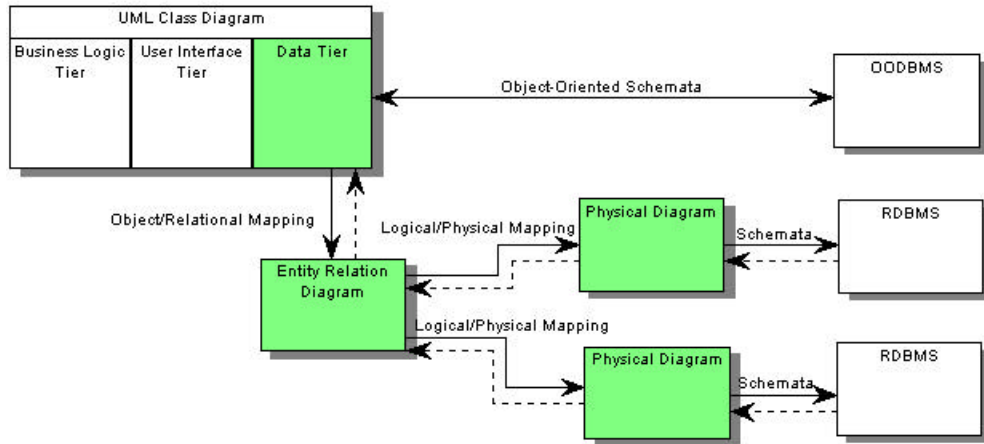 UML Class Diagram
Business Logic
Tier
User Interface
Tier
Data Tier
OODBMS
Object-Oriented Schemata
Object/Relational Mapping
Logical/Physical Mapping
Physical Diagram
Schemata
RDBMS
Entity Relation
Diagram
Logical/Physical Mapping
Physical Diagram
Schemata
RDBMS